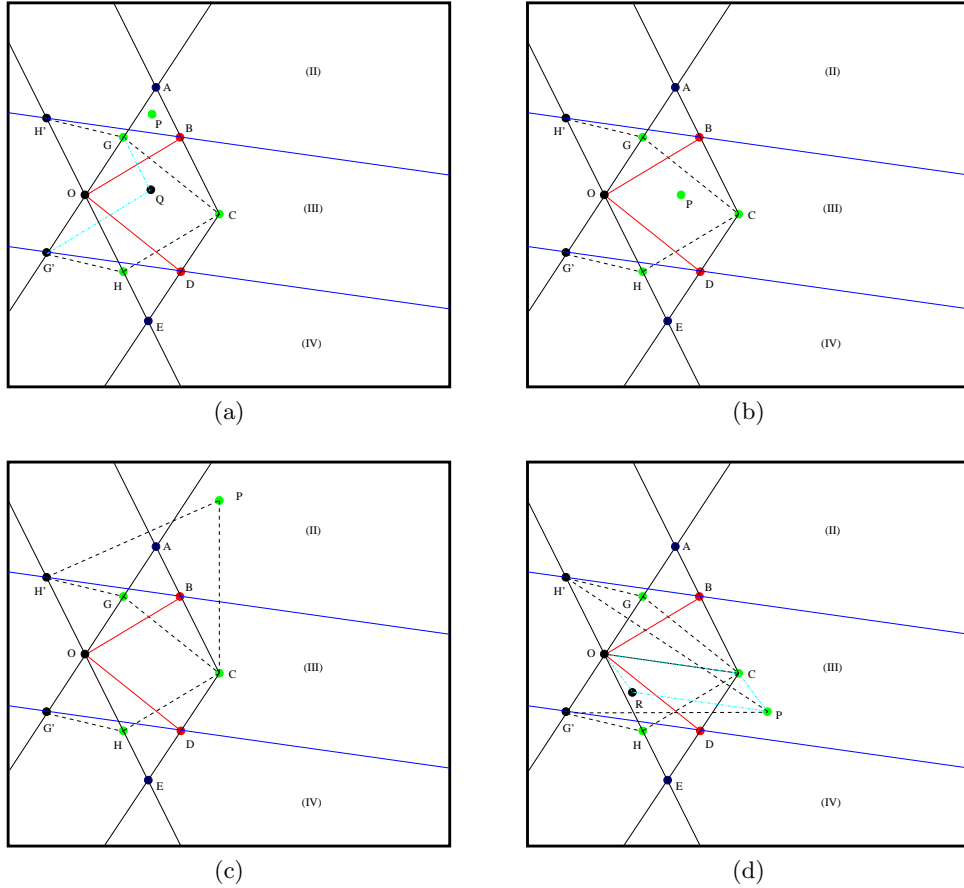 (II)
A
P
H'
B
G
O
Q
(III)
C
G'
H
D
E
(IV)
(a)
(II)
A
H'
B
G
O
P
(III)
C
G'
H
D
E
(IV)
(b)
P
(II)
A
H'
B
G
O
(III)
C
G'
H
D
E
(IV)
(c)
(II)
A
H'
B
G
O
(III)
C
R
P
G'
H
D
E
(IV)
(d)